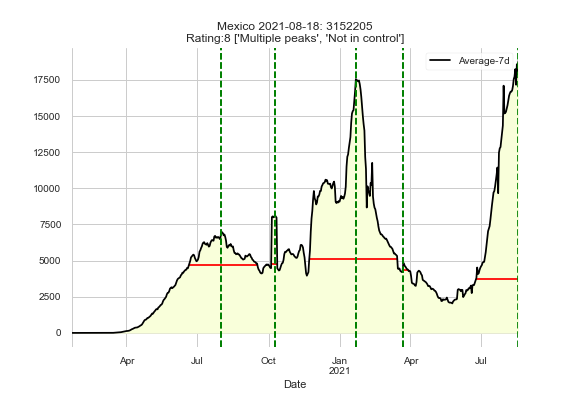 Mexico 2021-08-18: 3152205
Rating:8 ['Multiple peaks', 'Not in control']
Average-7d
17500
15000
12500
10000
7500
5000
2500
0
Apr
Jul
Oct
Jan
2021
Apr
Jul
Date